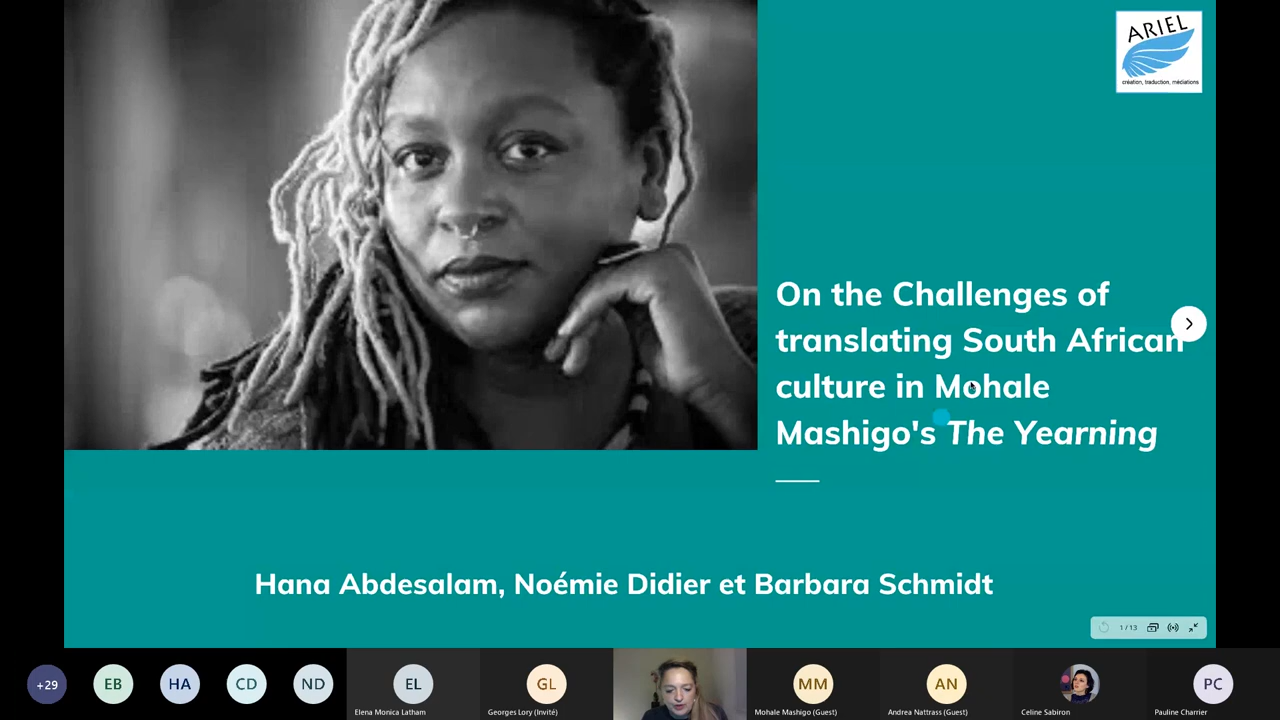 ARIEL
création, traduction, médiations
On the Challenges of
translating South African
culture in Mohale
Mashigo's The Yearning
Hana Abdesalam, Noémie Didier et Barbara Schmidt
1 / 13
+29
EB
HA
CD
ND
EL
GL
MM
AN
PC
Elena Monica Latham
Georges Lory (Invité)
Mohale Mashigo (Guest)
Andrea Nattrass (Guest)
Celine Sabiron
Pauline Charrier